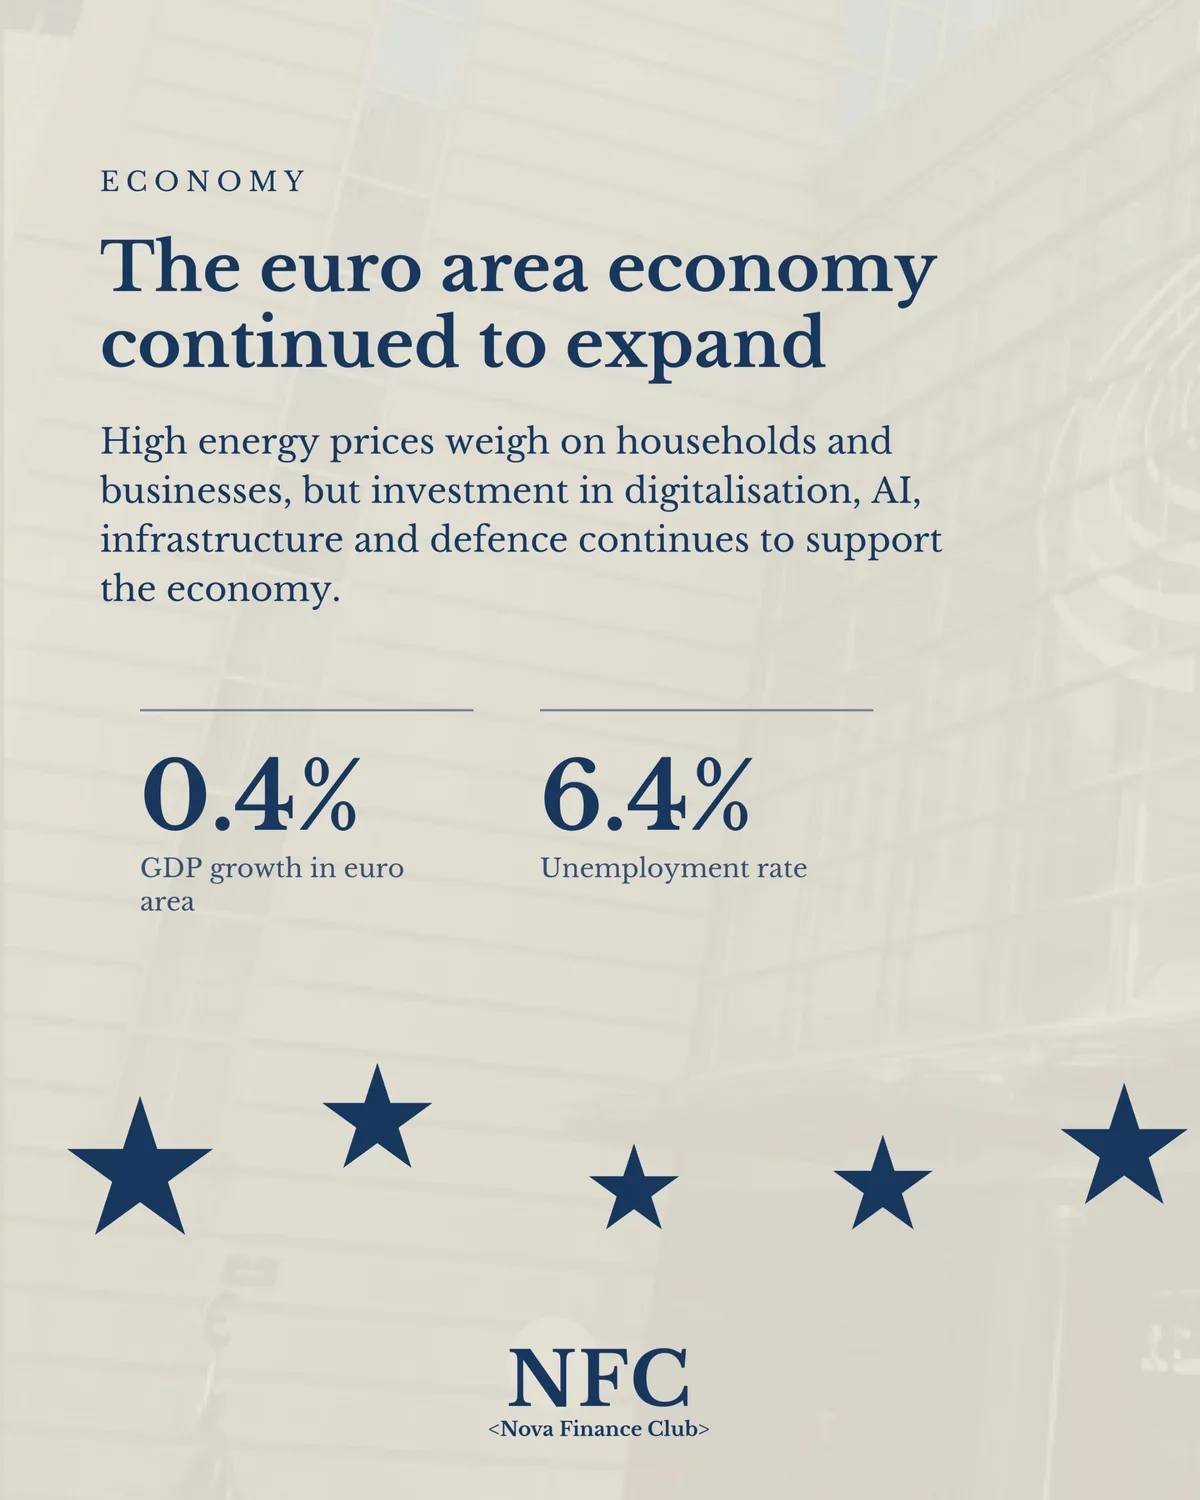 ECONOMY
The euro area economy
continued to expand
High energy prices weigh on households and
businesses, but investment in digitalisation, AI,
infrastructure and defence continues to support
the economy.
0.4%
GDP growth in euro
area
6.4%
Unemployment rate
NFC
<Nova Finance Club>